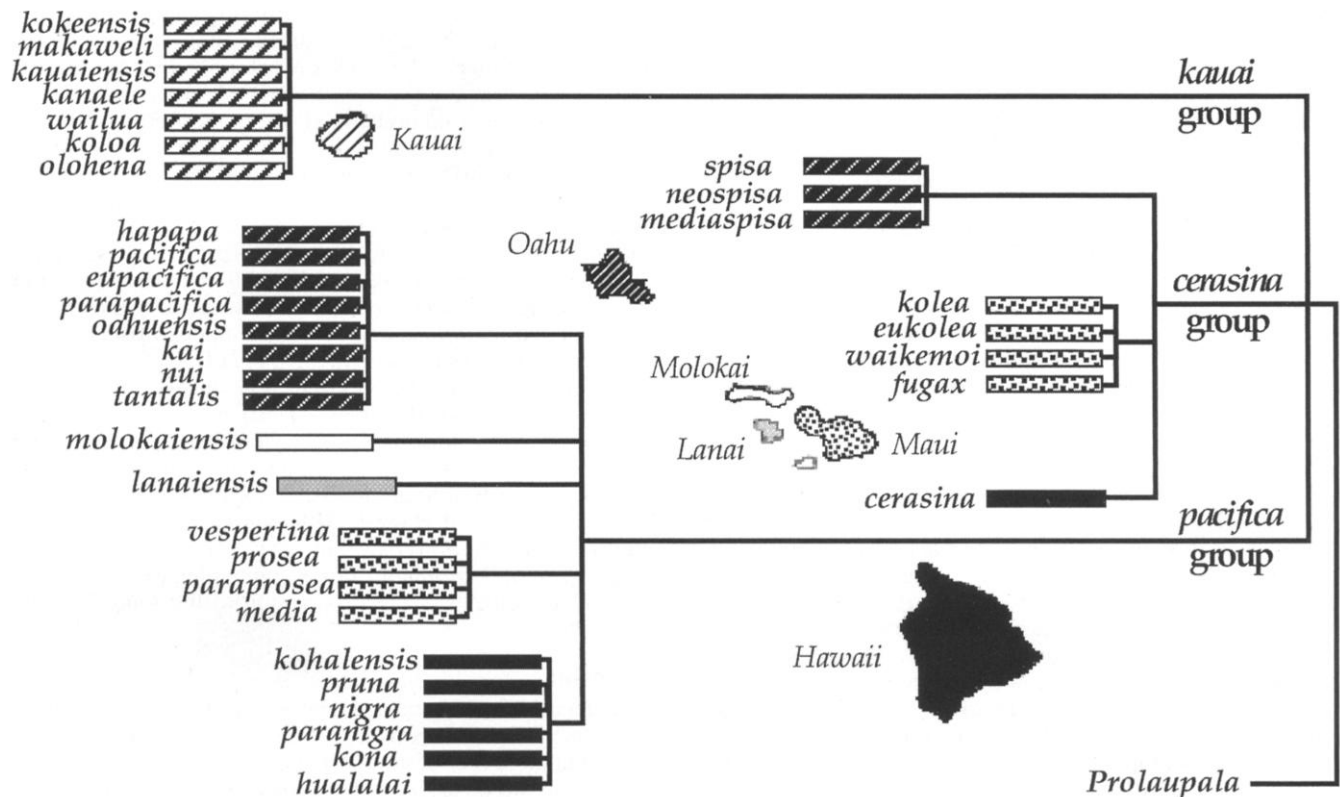 kokeensis
makaweli
kauaiensis
kanaele
wailua
koloa
olohena
Kauai
kauai
group
spisa
neospisa
mediaspisa
hapapa
pacifica
eupacifica
parapacifica
oahuensis
kai
nui
tantalis
Oahu
cerasina
group
kolea
eukolea
waikemoi
fugax
Molokai
Lanai
Maui
molokaiensis
lanaiensis
cerasina
pacifica
group
vespertina
prosea
paraprosea
media
Hawaii
kohalensis
pruna
nigra
paranigra
kona
hualalai
Prolaupala